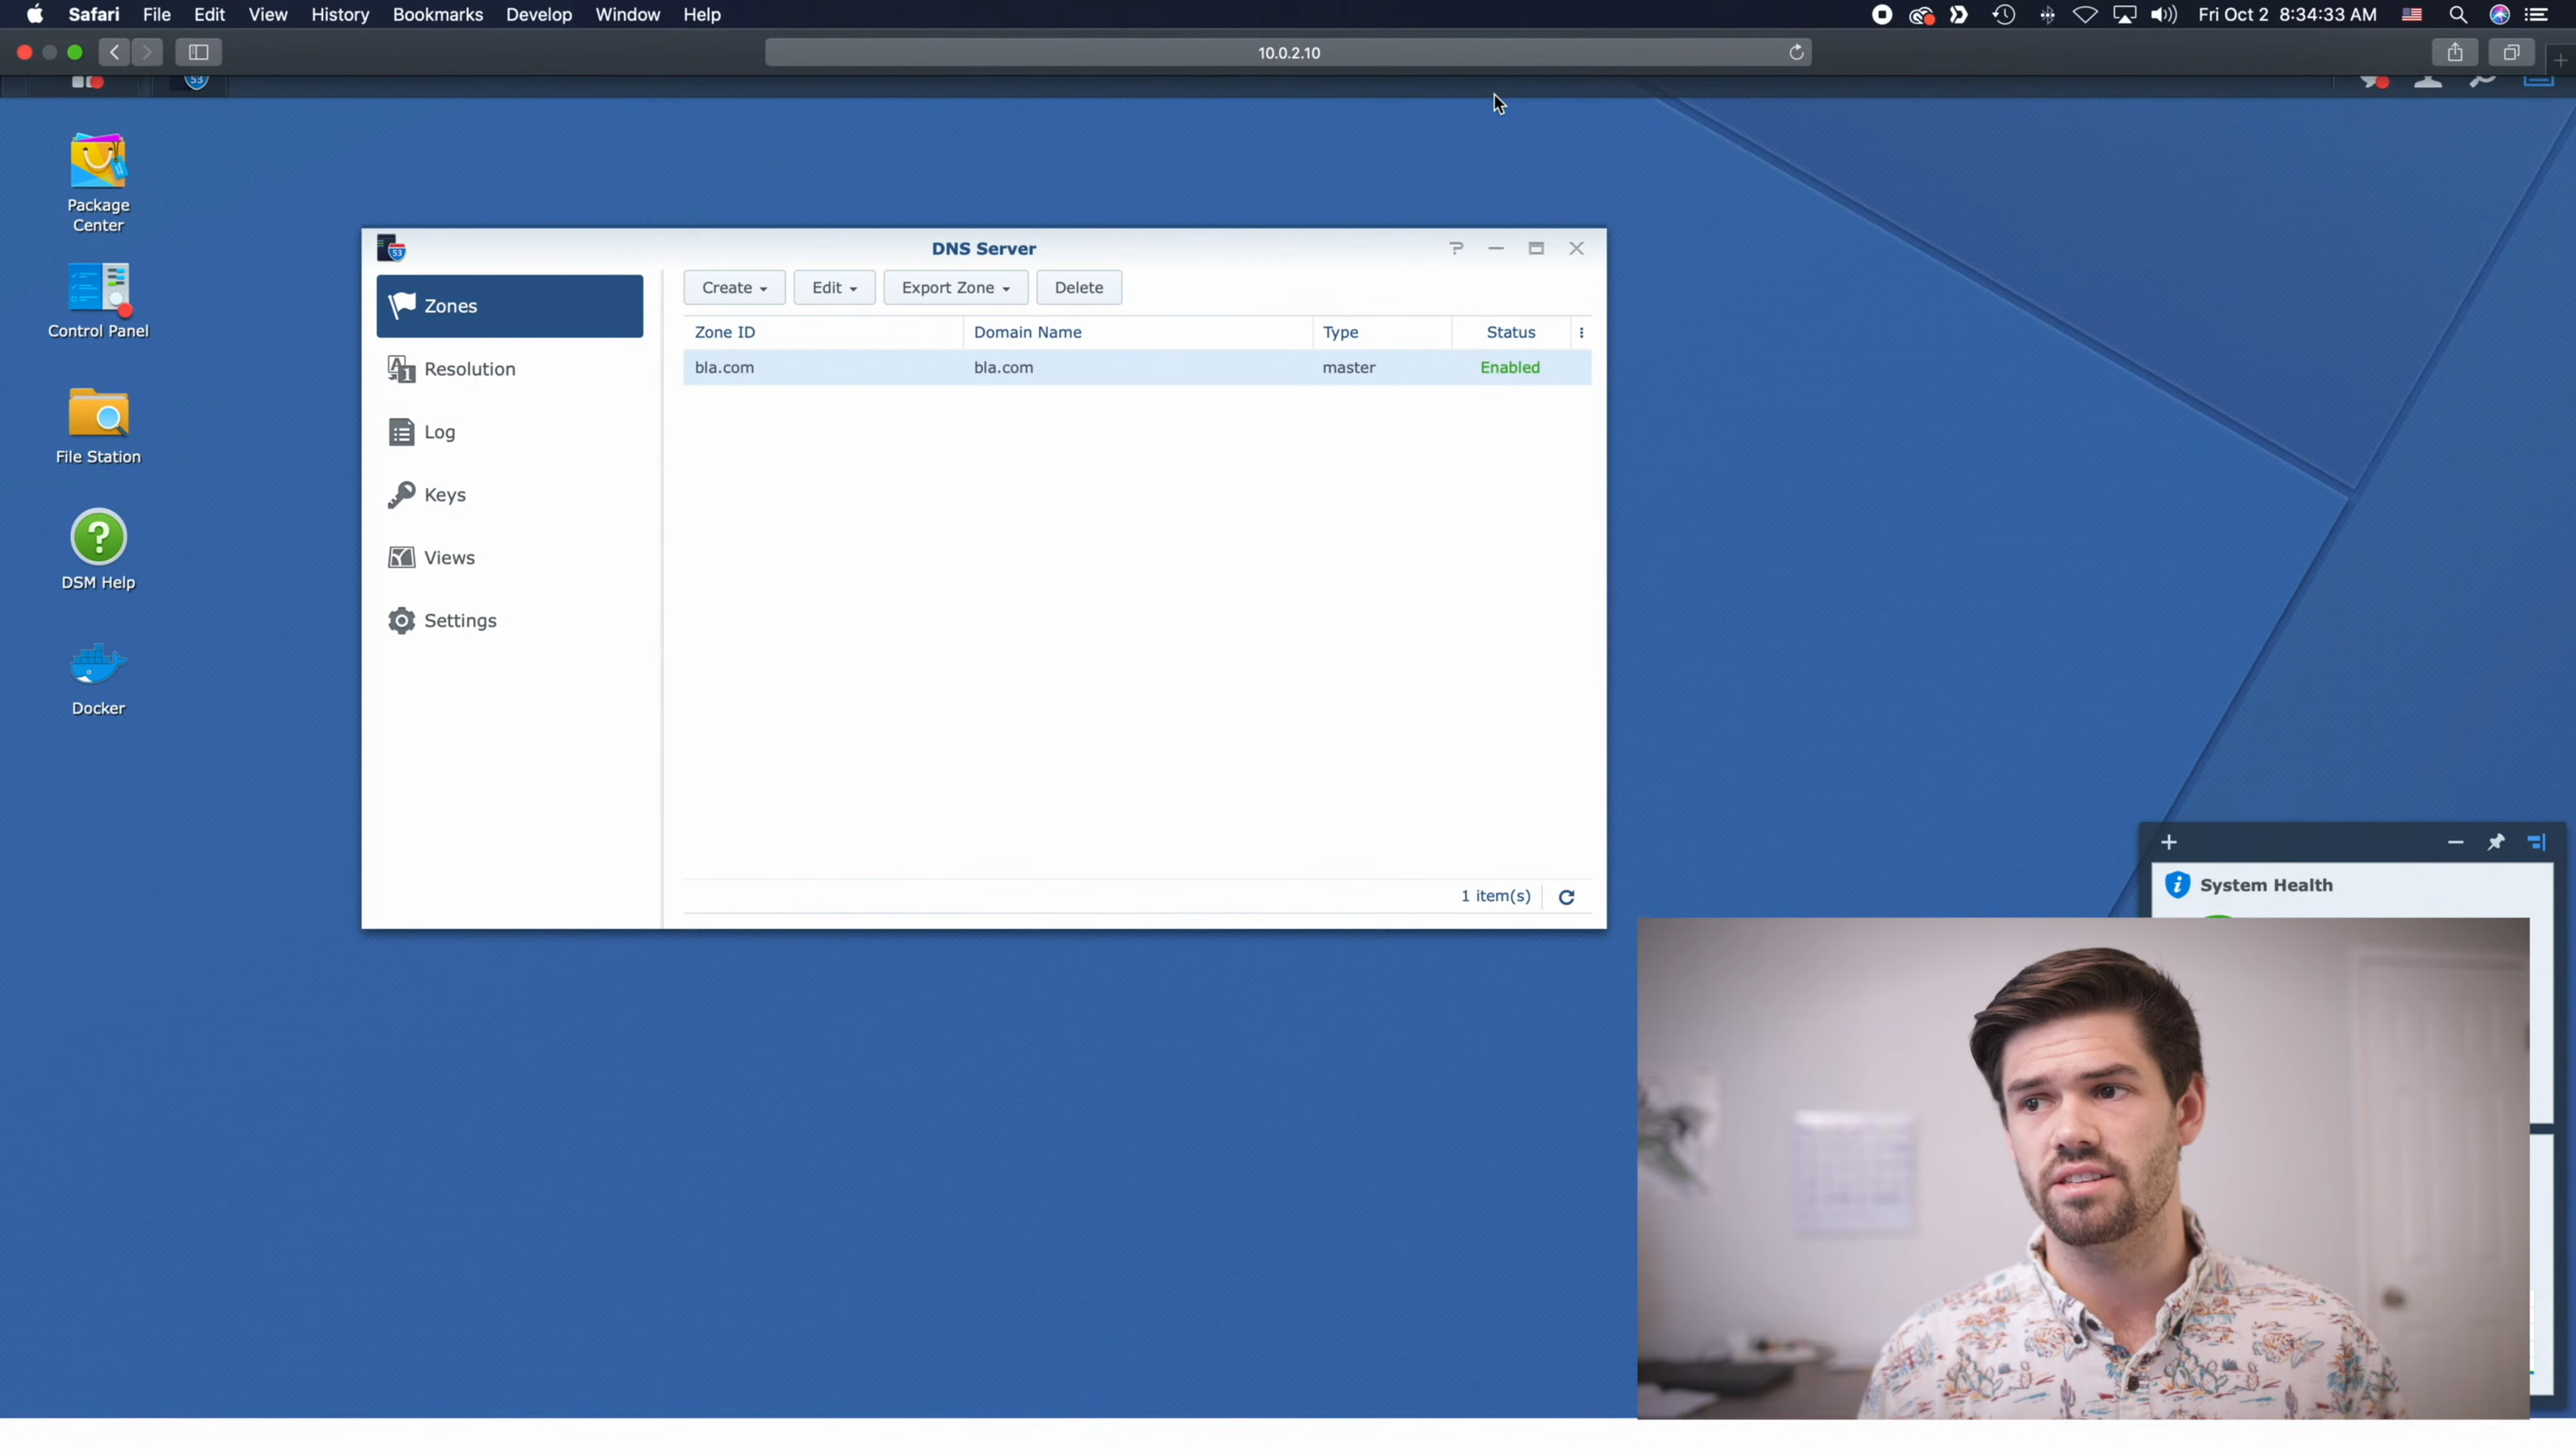 Safari File Edit View History Bookmarks Develop Window Help Fri Oct 2 8:34:33 AM
10.0.2.10
53
Package
Center
Control Panel
File Station
DSM Help
Docker
53
DNS Server
Zones
Resolution
Log
Keys
Views
Settings
Create Edit Export Zone Delete
Zone ID Domain Name Type Status
bla.com bla.com master Enabled
1 item(s)
System Health